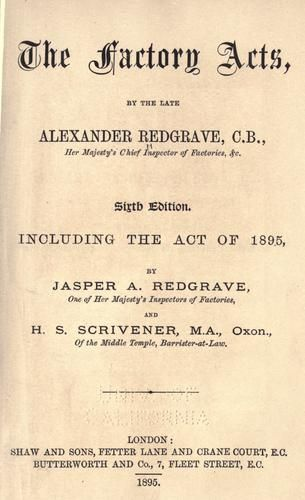 The Factory Acts,
BY THE LATE
ALEXANDER REDGRAVE, C.B.,
Her Majesty's Chief Inspector of Factories, &c.
Sixth Edition.
INCLUDING THE ACT OF 1895,
BY
JASPER A. REDGRAVE,
One of Her Majesty's Inspectors of Factories,
AND
H. S. SCRIVENER, M.A., Oxon.,
Of the Middle Temple, Barrister-at-Law.
CALIFORNIA
LONDON:
SHAW AND SONS, FETTER LANE AND CRANE COURT, E.C.
BUTTERWORTH AND Co., 7, FLEET STREET, E.C.
1895.